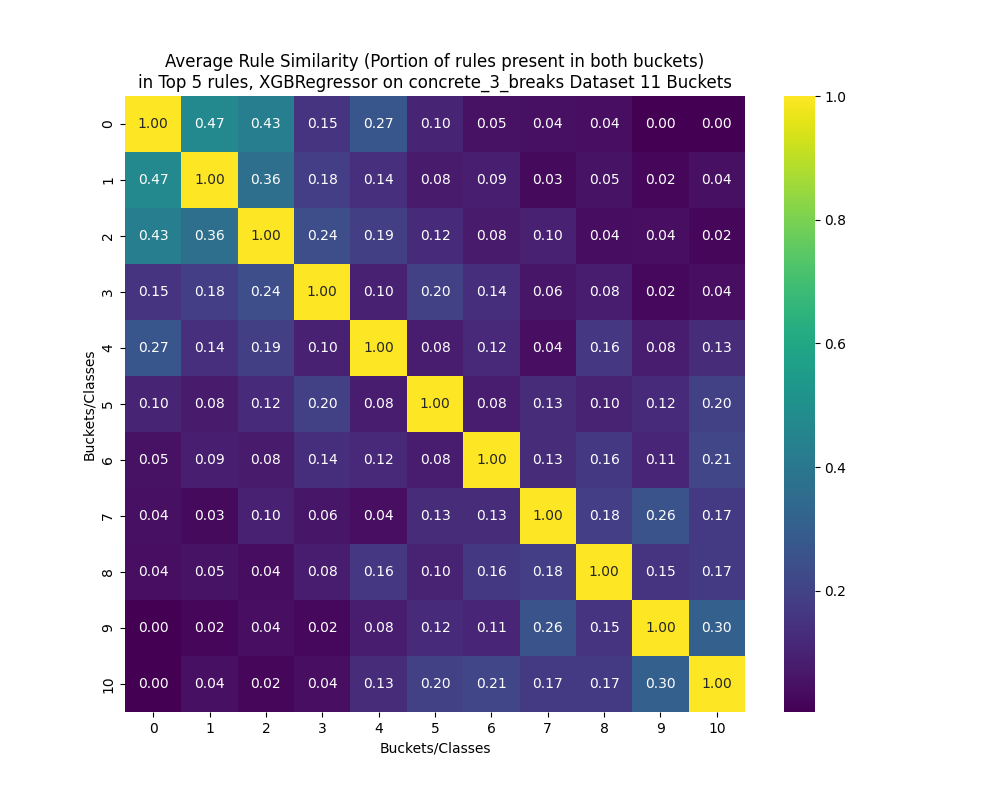 Average Rule Similarity (Portion of rules present in both buckets)
in Top 5 rules, XGBRegressor on concrete_3_breaks Dataset 11 Buckets
0 1.00 0.47 0.43 0.15 0.27 0.10 0.05 0.04 0.04 0.00 0.00
1 0.47 1.00 0.36 0.18 0.14 0.08 0.09 0.03 0.05 0.02 0.04
2 0.43 0.36 1.00 0.24 0.19 0.12 0.08 0.10 0.04 0.04 0.02
3 0.15 0.18 0.24 1.00 0.10 0.20 0.14 0.06 0.08 0.02 0.04
4 0.27 0.14 0.19 0.10 1.00 0.08 0.12 0.04 0.16 0.08 0.13
5 0.10 0.08 0.12 0.20 0.08 1.00 0.08 0.13 0.10 0.12 0.20
6 0.05 0.09 0.08 0.14 0.12 0.08 1.00 0.13 0.16 0.11 0.21
7 0.04 0.03 0.10 0.06 0.04 0.13 0.13 1.00 0.18 0.26 0.17
8 0.04 0.05 0.04 0.08 0.16 0.10 0.16 0.18 1.00 0.15 0.17
9 0.00 0.02 0.04 0.02 0.08 0.12 0.11 0.26 0.15 1.00 0.30
10 0.00 0.04 0.02 0.04 0.13 0.20 0.21 0.17 0.17 0.30 1.00
0 1 2 3 4 5 6 7 8 9 10
Buckets/Classes
Buckets/Classes
1.0
0.8
0.6
0.4
0.2